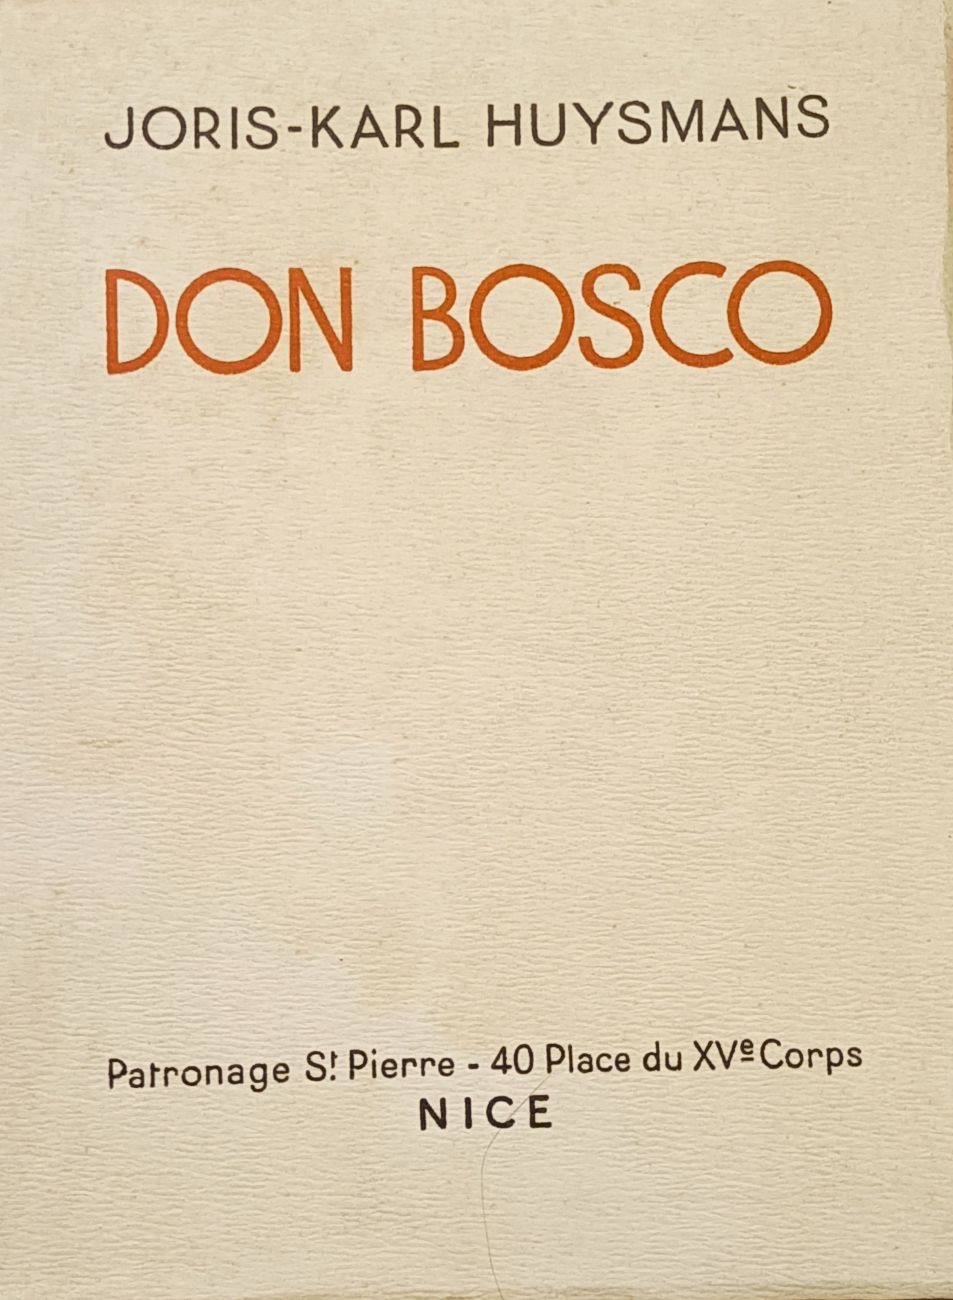 JORIS-KARL HUYSMANS
DON BOSCO
Patronage St Pierre - 40 Place du XVe Corps
NICE